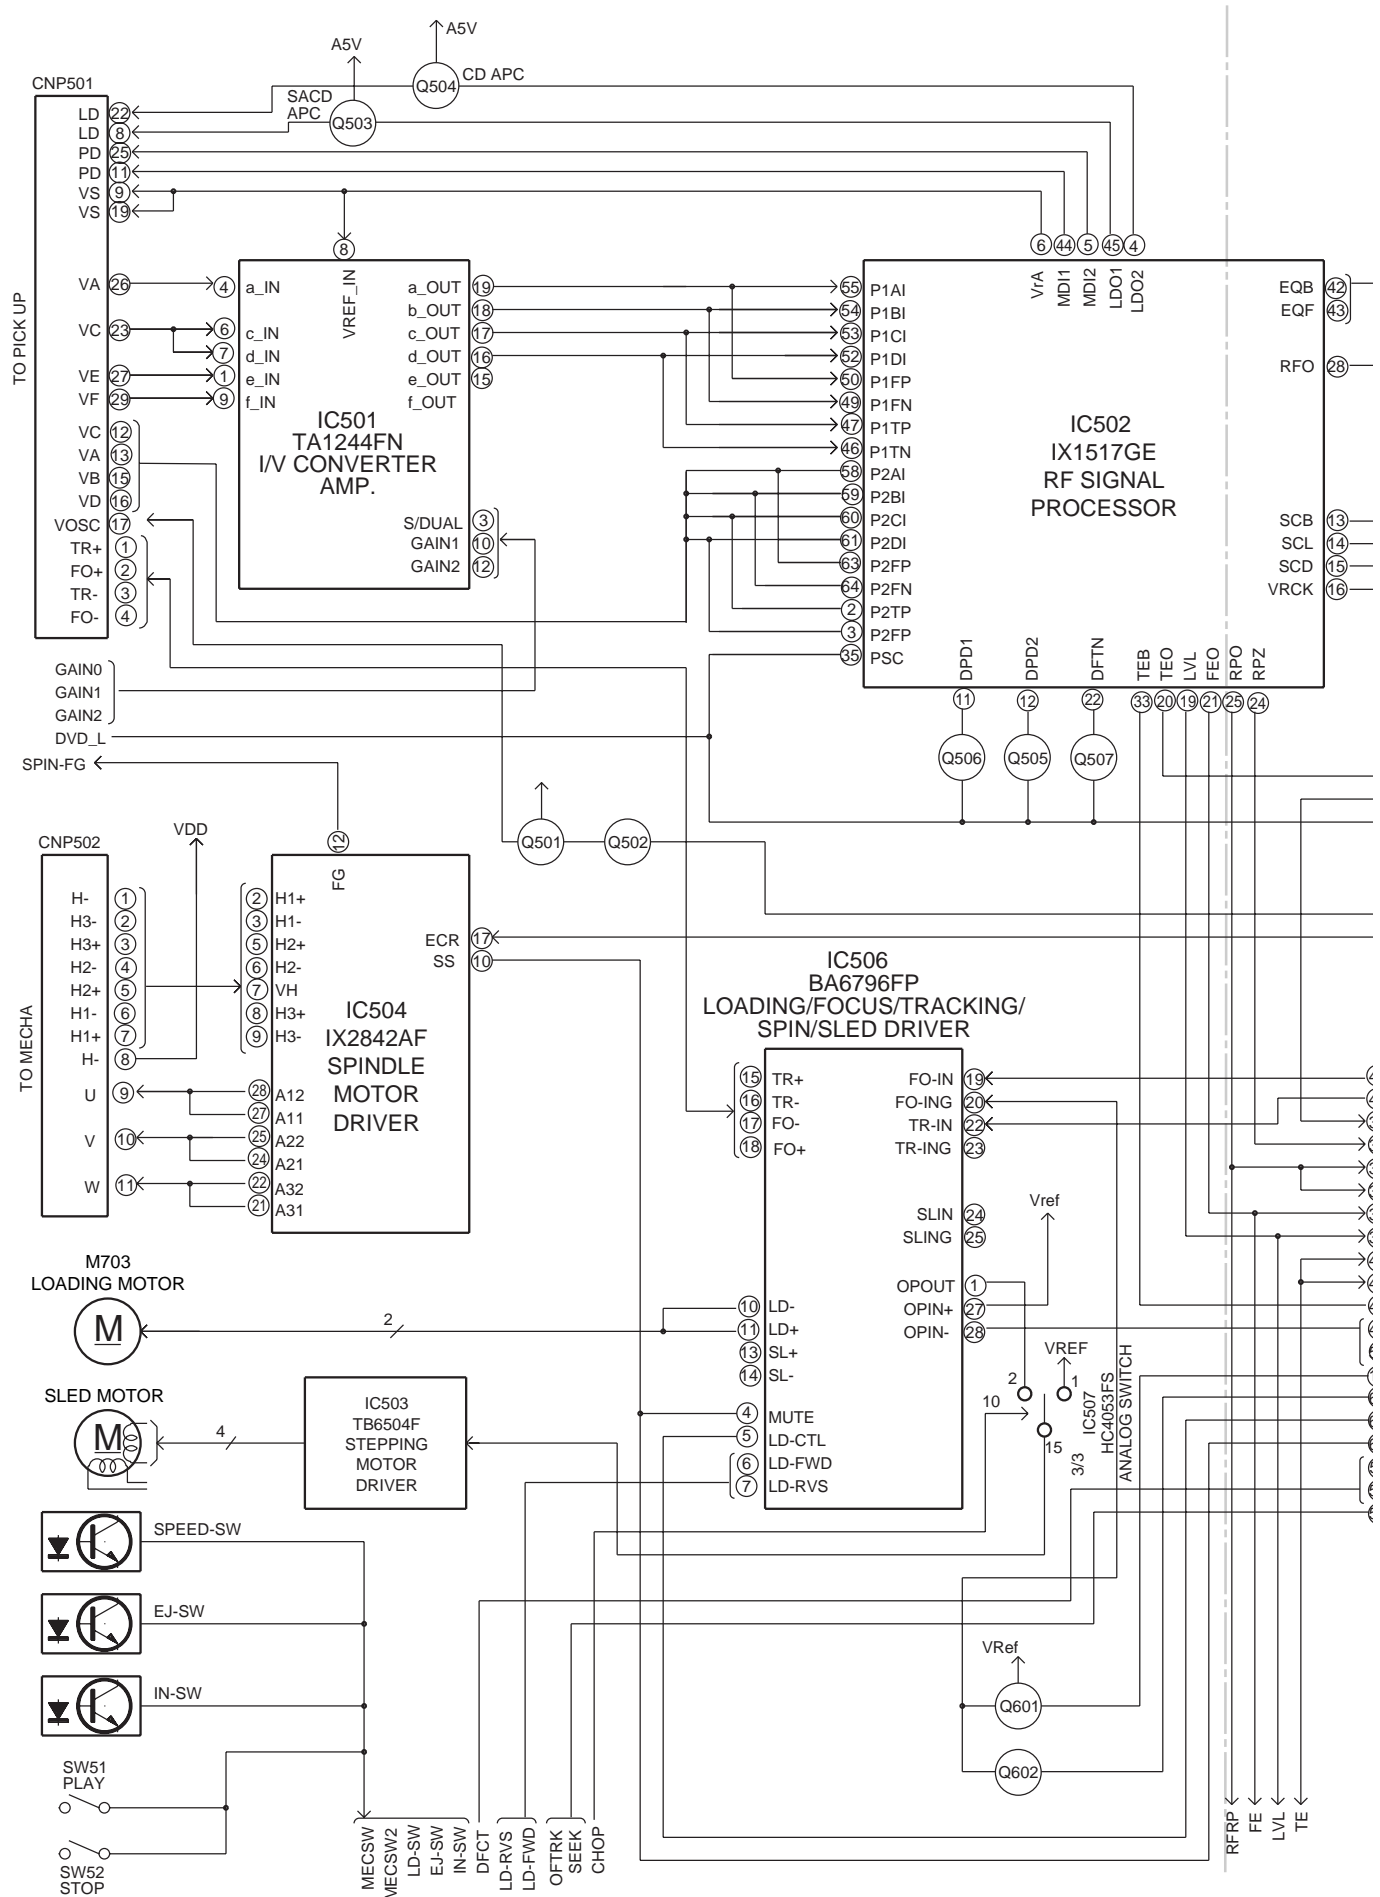 A5V
A5V
CNP501
Q504
CD APC
SACD
APC
Q503
LD 22
LD 8
PD 25
PD 11
VS 9
VS 19
TO PICK UP
VA 26
VC 23
VE 27
VF 29
VC 12
VA 13
VB 15
VD 16
VOSC 17
TR+ 1
FO+ 2
TR- 3
FO- 4
8
VREF_IN
4 a_IN
6 c_IN
7 d_IN
1 e_IN
9 f_IN
a_OUT 19
b_OUT 18
c_OUT 17
d_OUT 16
e_OUT 15
f_OUT
IC501
TA1244FN
I/V CONVERTER
AMP.
S/DUAL 3
GAIN1 10
GAIN2 12
6 44 5 45 4
VrA
MDI1
MDI2
LDO1
LDO2
55 P1AI
54 P1BI
53 P1CI
52 P1DI
50 P1FP
49 P1FN
47 P1TP
46 P1TN
58 P2AI
59 P2BI
60 P2CI
61 P2DI
63 P2FP
64 P2FN
2 P2TP
3 P2FP
35 PSC
IC502
IX1517GE
RF SIGNAL
PROCESSOR
EQB 42
EQF 43
RFO 28
SCB 13
SCL 14
SCD 15
VRCK 16
DPD1
DPD2
DFTN
TEB
TEO
LVL
FEO
RPO
RPZ
11 12 22 33 20 19 21 25 24
Q506 Q505 Q507
GAIN0
GAIN1
GAIN2
DVD_L
SPIN-FG
Q501 Q502
CNP502
VDD
TO MECHA
H- 1
H3- 2
H3+ 3
H2- 4
H2+ 5
H1- 6
H1+ 7
H- 8
U 9
V 10
W 11
12
FG
2 H1+
3 H1-
5 H2+
6 H2-
7 VH
8 H3+
9 H3-
28 A12
27 A11
25 A22
24 A21
22 A32
21 A31
ECR 17
SS 10
IC504
IX2842AF
SPINDLE
MOTOR
DRIVER
IC506
BA6796FP
LOADING/FOCUS/TRACKING/
SPIN/SLED DRIVER
15 TR+
16 TR-
17 FO-
18 FO+
10 LD-
11 LD+
13 SL+
14 SL-
4 MUTE
5 LD-CTL
6 LD-FWD
7 LD-RVS
FO-IN 19
FO-ING 20
TR-IN 22
TR-ING 23
SLIN 24
SLING 25
OPOUT 1
OPIN+ 27
OPIN- 28
Vref
VREF
2
1
10
15
3/3
IC507
HC4053FS
ANALOG SWITCH
M703
LOADING MOTOR
M
2
SLED MOTOR
M
4
IC503
TB6504F
STEPPING
MOTOR
DRIVER
SPEED-SW
EJ-SW
IN-SW
SW51
PLAY
SW52
STOP
VRef
Q601
Q602
MECSW
MECSW2
LD-SW
EJ-SW
IN-SW
DFCT
LD-RVS
LD-FWD
OFTRK
SEEK
CHOP
RFRP
FE
LVL
TE